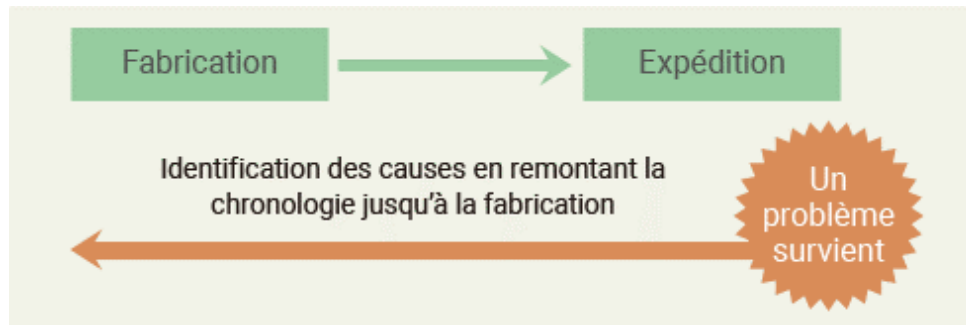 Fabrication
Expédition
Identification des causes en remontant la
chronologie jusqu'à la fabrication
Un
problème
survient